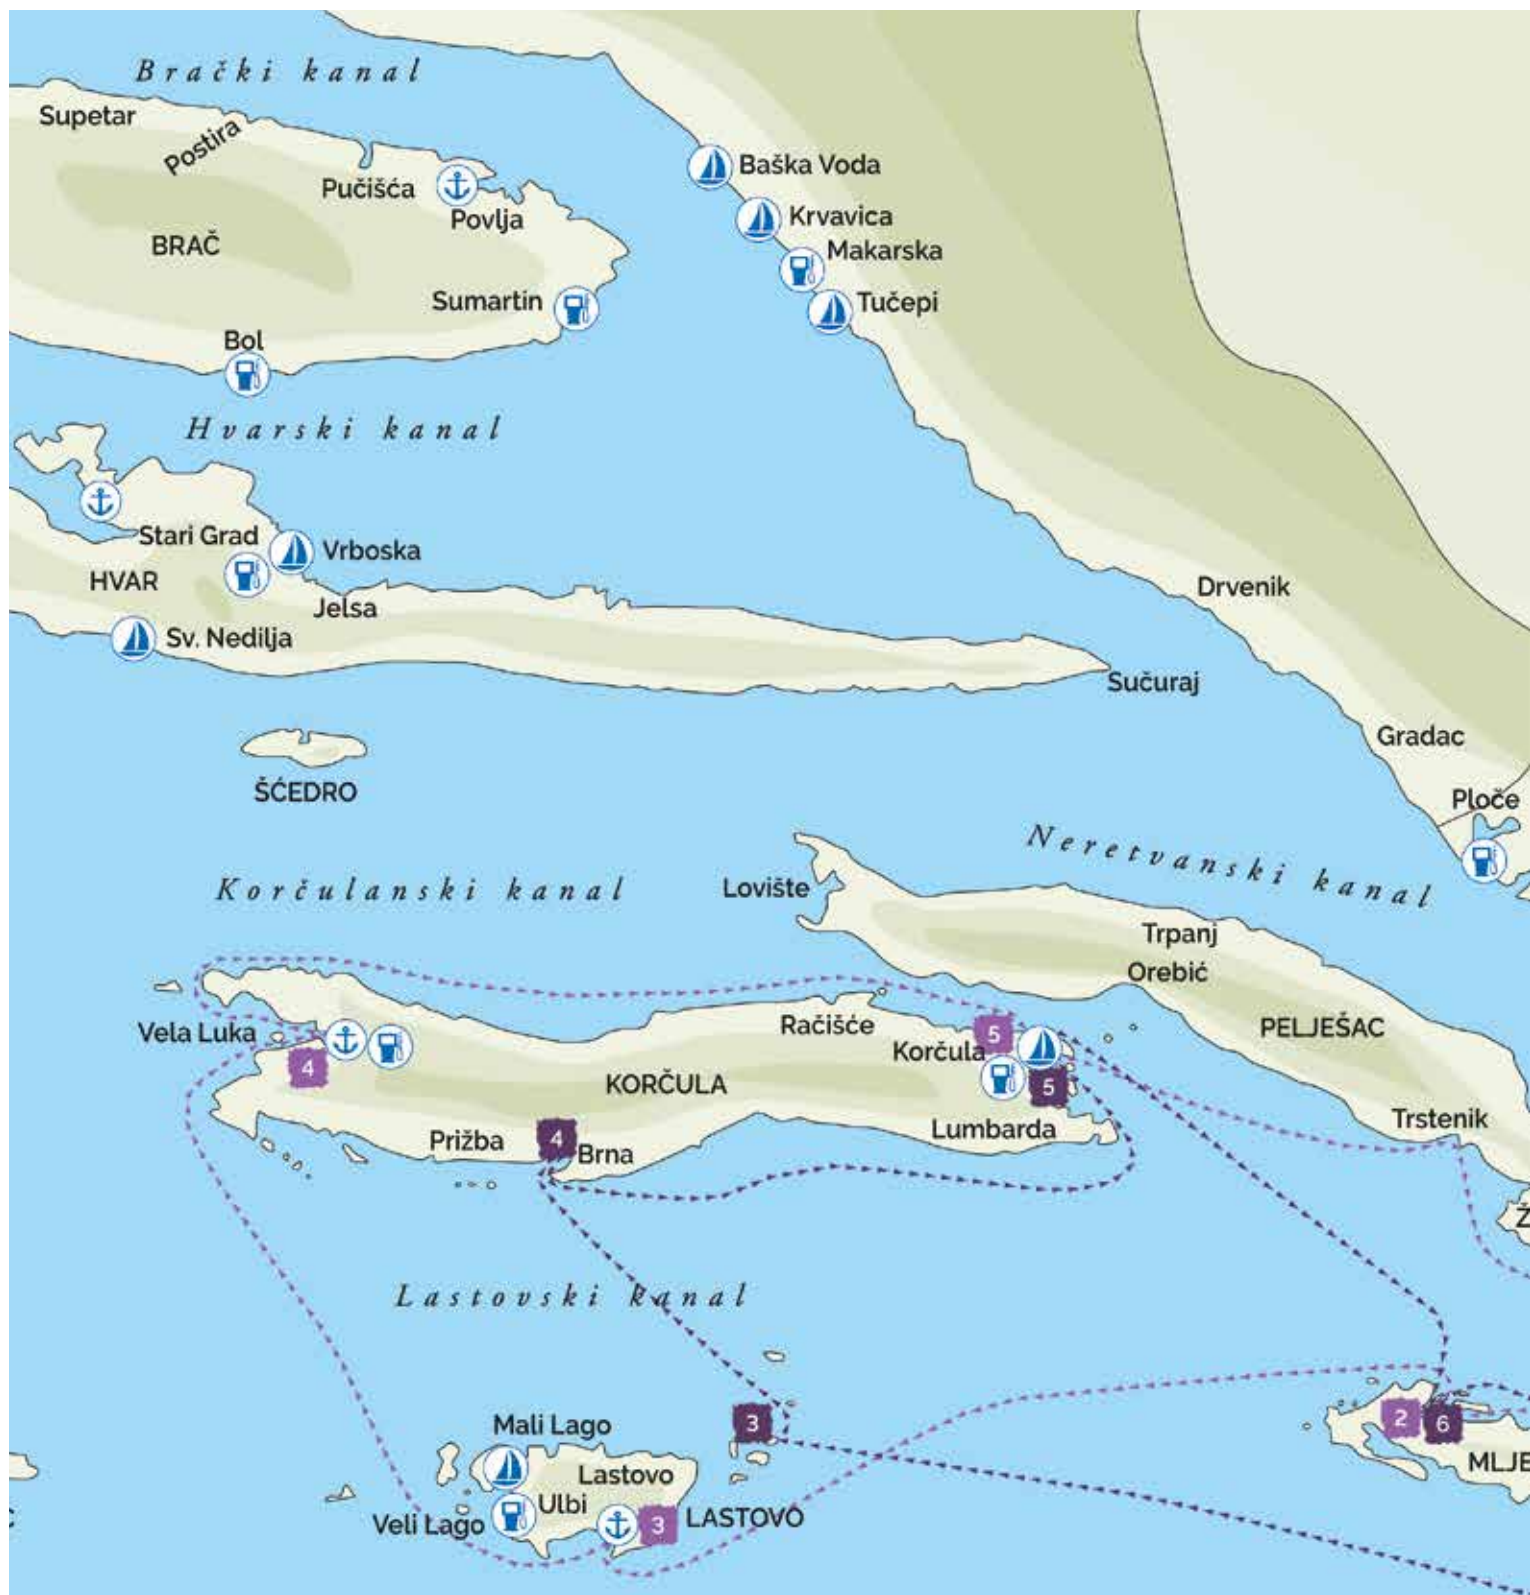 Brački kanal
Supetar
Postira
Pučišća
Povlja
BRAČ
Sumartin
Bol
Baška Voda
Krvavica
Makarska
Tučepi
Hvarski kanal
Stari Grad
Vrboska
HVAR
Jelsa
Sv. Nedilja
Drvenik
Sučuraj
Gradac
ŠĆEDRO
Ploče
Neretvanski kanal
Korčulanski kanal
Lovište
Trpanj
Orebić
PELJEŠAC
Vela Luka
4
Račišće
5
Korčula
5
KORČULA
Lumbarda
Trstenik
Prižba
4
Brna
Ž
Lastovski kanal
3
2
6
MLJE
Mali Lago
Lastovo
Ulbi
Veli Lago
3
LASTOVO